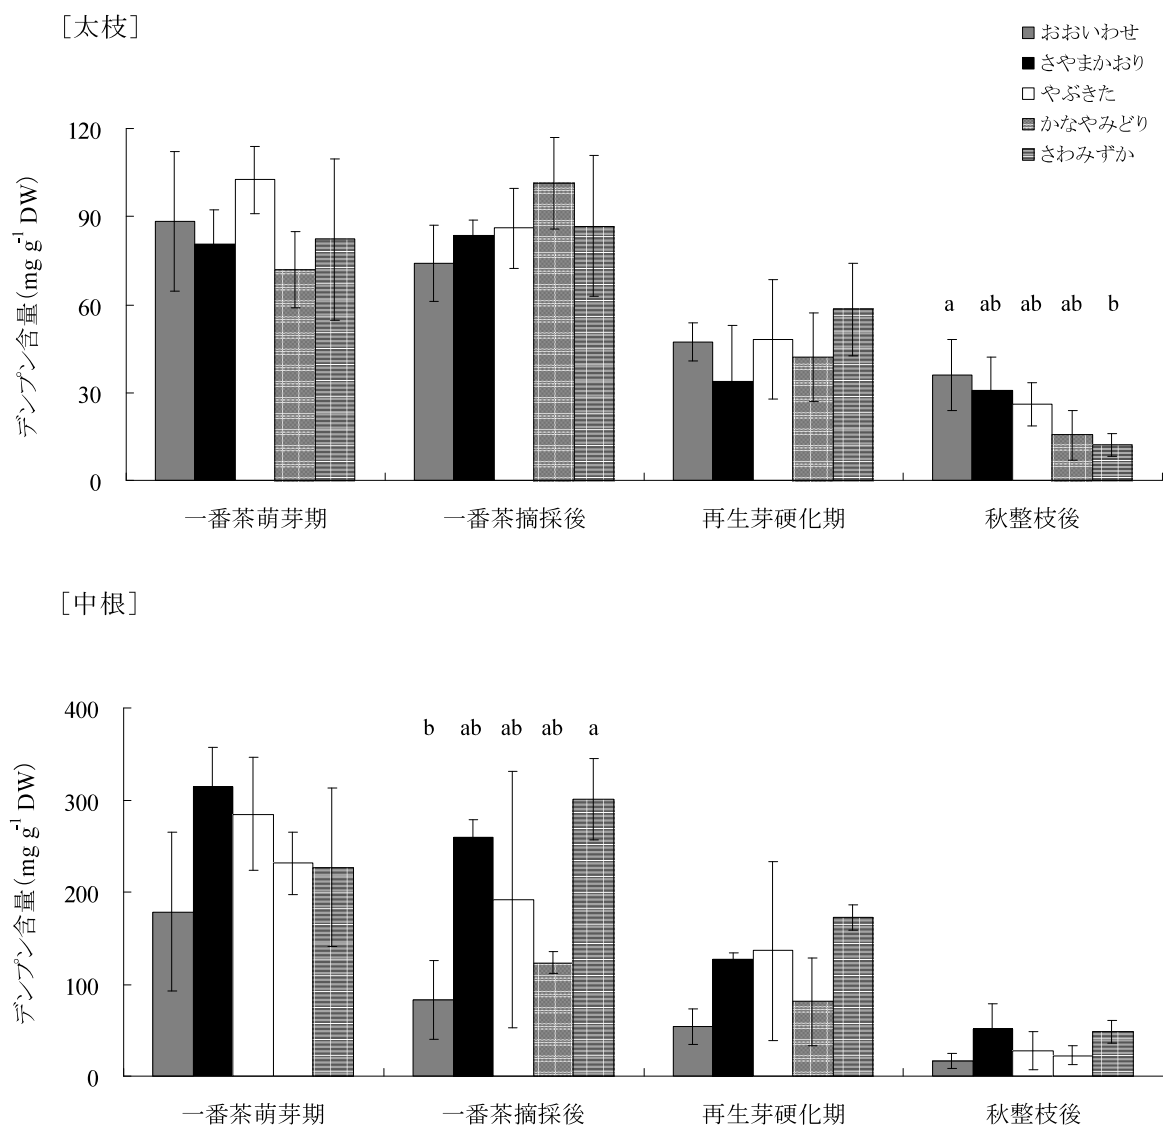 [太枝]
おおいわせ
さやまかおり
やぶきた
かなやみどり
さわみずか
デンプン含量(mg g⁻¹ DW)
120
90
60
30
0
a ab ab ab b
一番茶萌芽期 一番茶摘採後 再生芽硬化期 秋整枝後
[中根]
デンプン含量(mg g⁻¹ DW)
400
300
200
100
0
b ab ab ab a
一番茶萌芽期 一番茶摘採後 再生芽硬化期 秋整枝後